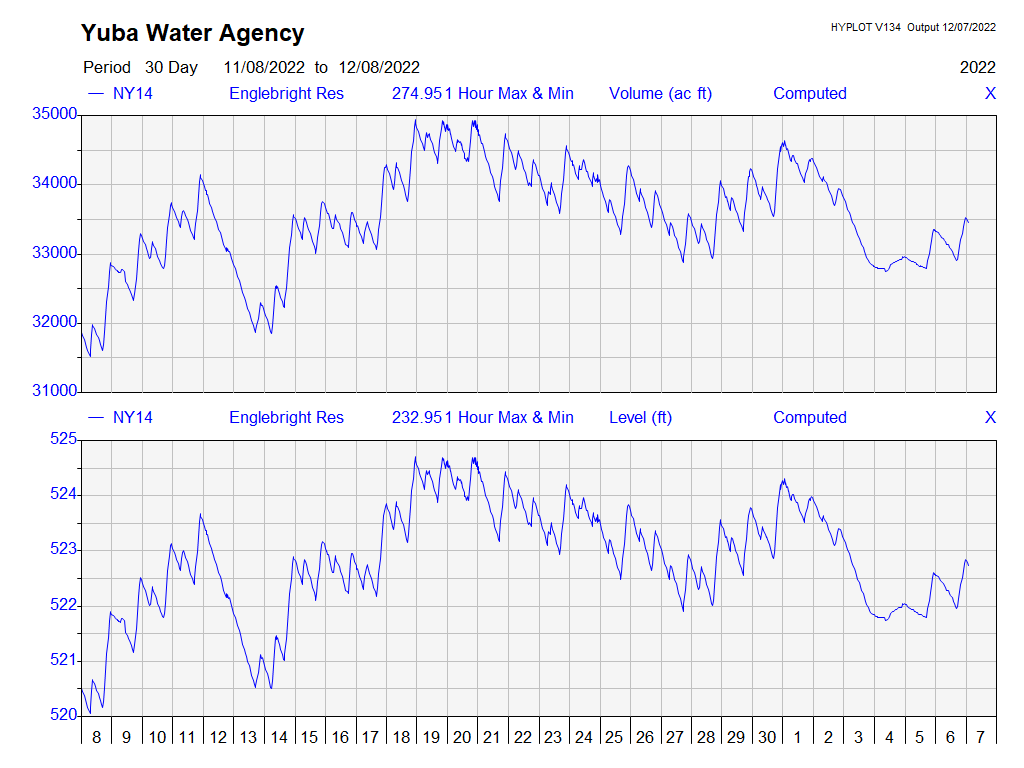 Yuba Water Agency
HYPLOT V134 Output 12/07/2022
Period 30 Day 11/08/2022 to 12/08/2022 2022
NY14 Englebright Res 274.951 Hour Max & Min Volume (ac ft) Computed X
35000
34000
33000
32000
31000
NY14 Englebright Res 232.951 Hour Max & Min Level (ft) Computed X
525
524
523
522
521
520
8 9 10 11 12 13 14 15 16 17 18 19 20 21 22 23 24 25 26 27 28 29 30 1 2 3 4 5 6 7